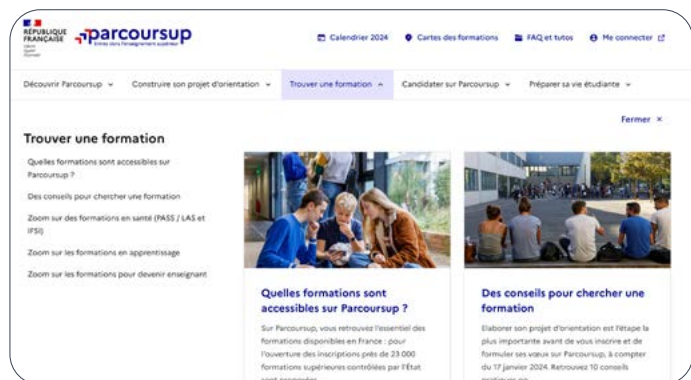 RÉPUBLIQUE
FRANÇAISE
parcoursup
Entrez dans l'enseignement supérieur
Calendrier 2024
Cartes des formations
FAQ et tutos
Me connecter
Découvrir Parcoursup
Construire son projet d'orientation
Trouver une formation
Candidater sur Parcoursup
Préparer sa vie étudiante
Fermer ×
Trouver une formation
Quelles formations sont accessibles sur
Parcoursup ?
Des conseils pour chercher une formation
Zoom sur des formations en santé (PASS / LAS et
IFSI)
Zoom sur les formations en apprentissage
Zoom sur les formations pour devenir enseignant
Quelles formations sont
accessibles sur Parcoursup ?
Sur Parcoursup, vous retrouvez l'essentiel des
formations disponibles en France : pour
l'ouverture des inscriptions près de 23 000
formations supérieures contrôlées par l'État
Des conseils pour chercher une
formation
Elaborer son projet d'orientation est l'étape la
plus importante avant de vous inscrire et de
formuler ses vœux sur Parcoursup, à compter
du 17 janvier 2024. Retrouvez 10 conseils